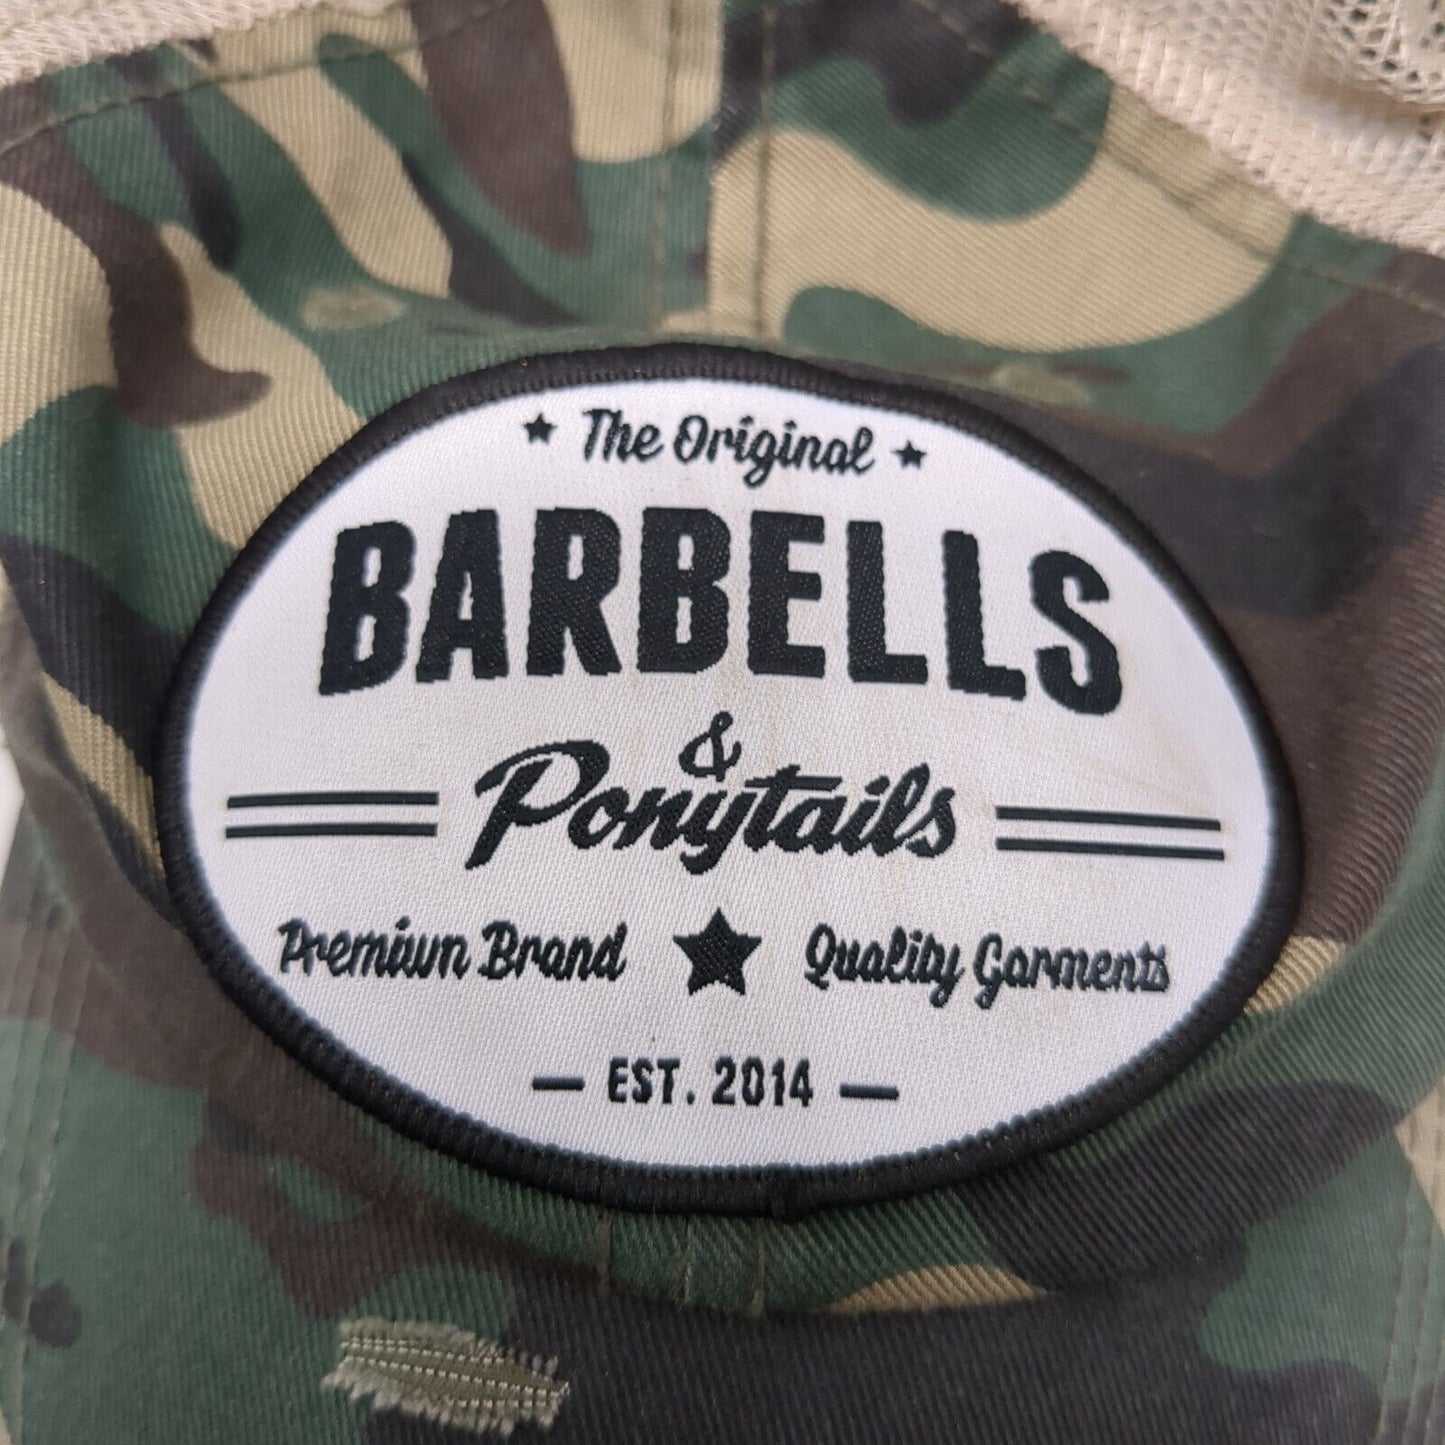 The Original
BARBELLS
&
Ponytails
Premium Brand Quality Garments
EST. 2014